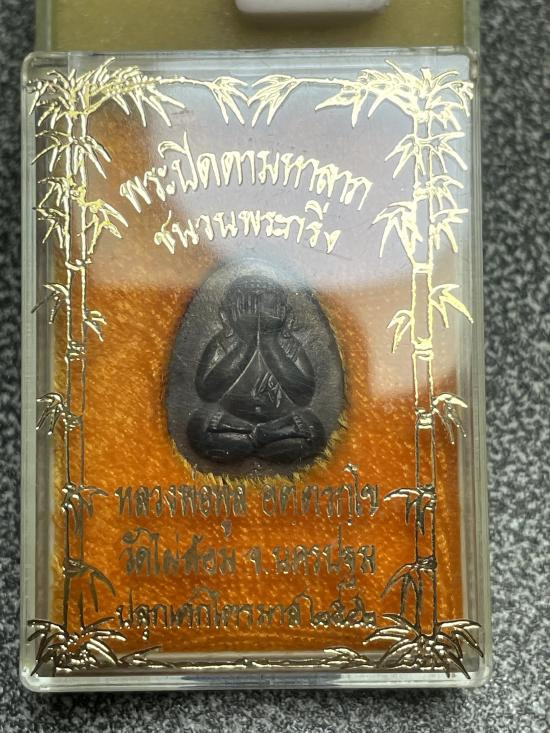 พระปิดตามหาลาภ
ชนวนพระกริ่ง
หลวงพ่อพูล อตฺตรกฺโข
วัดไผ่ล้อม จ.นครปฐม
ปลุกเสกไตรมาส ๒๕๔๒